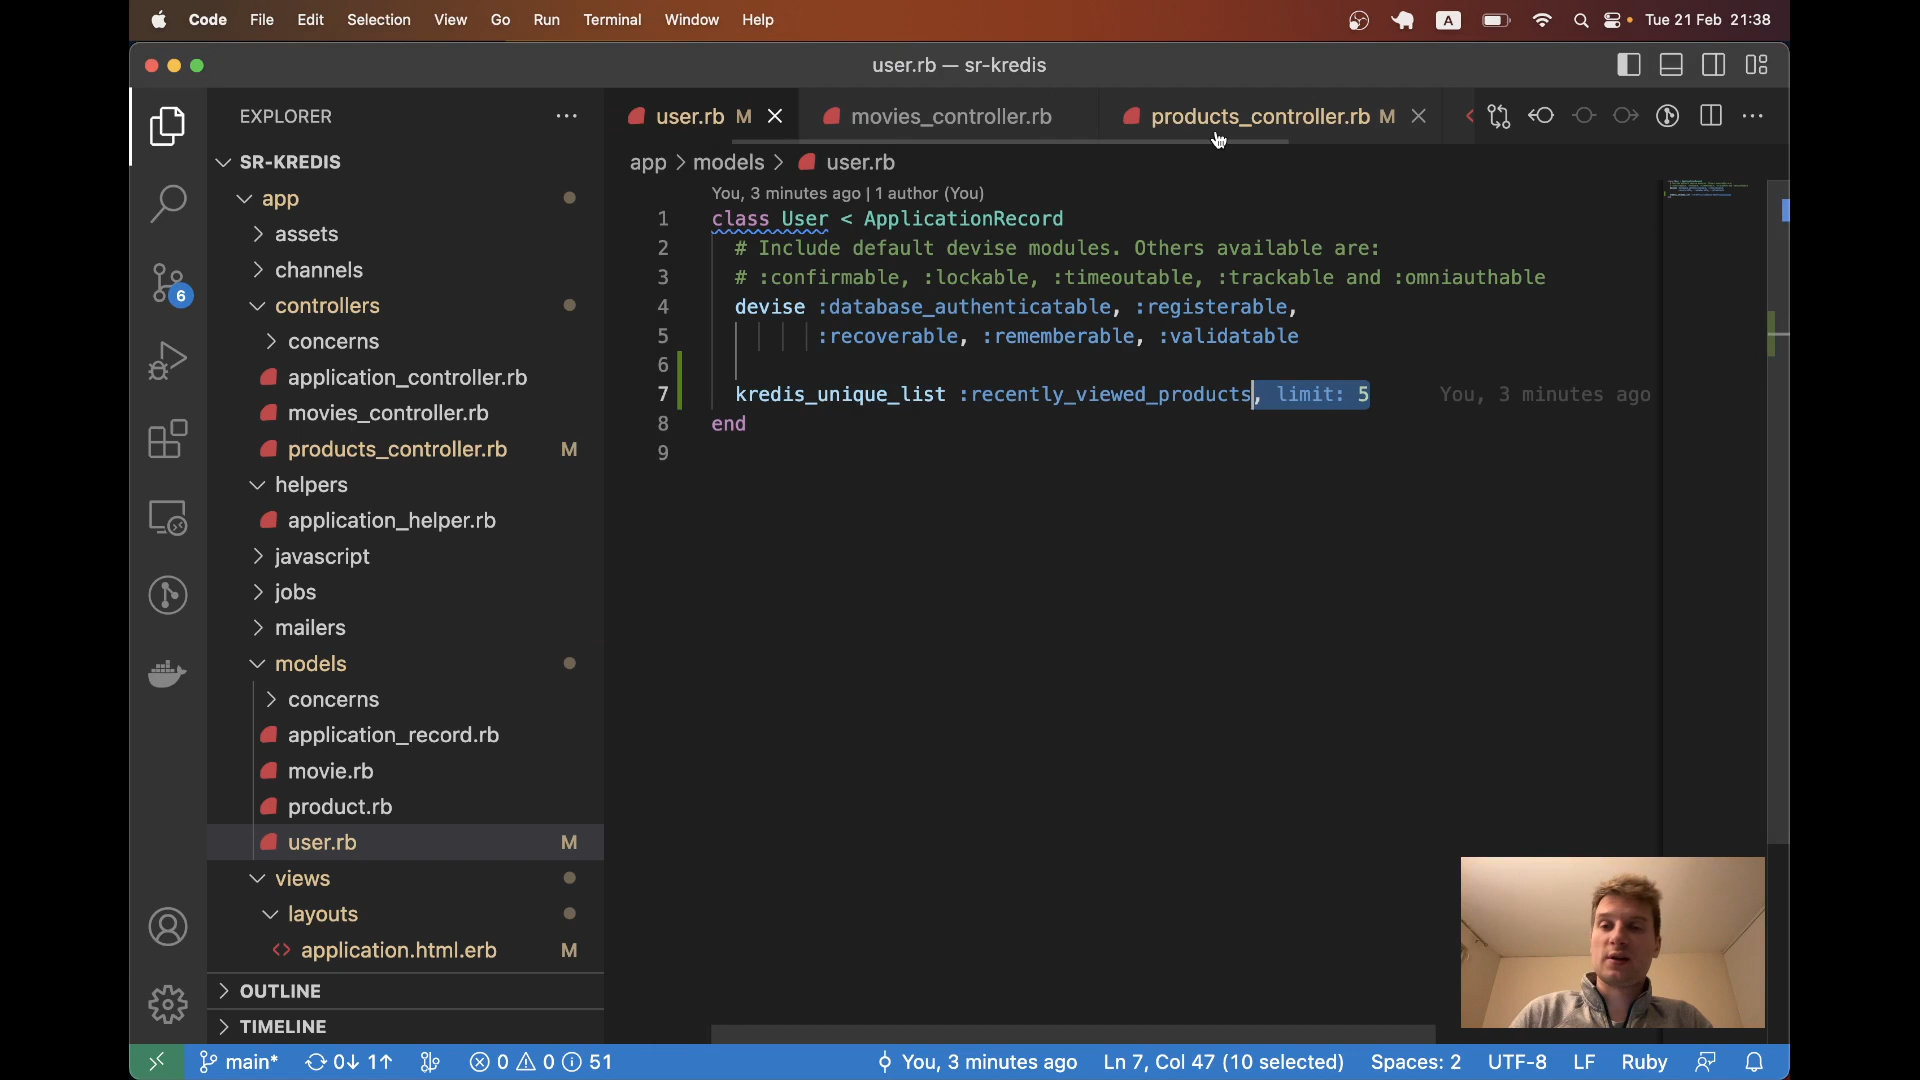 Code File Edit Selection View Go Run Terminal Window Help A Tue 21 Feb 21:38
user.rb — sr-kredis
EXPLORER
user.rb M
movies_controller.rb
products_controller.rb M
SR-KREDIS
app
assets
channels
controllers
concerns
application_controller.rb
movies_controller.rb
products_controller.rb M
helpers
application_helper.rb
javascript
jobs
mailers
models
concerns
application_record.rb
movie.rb
product.rb
user.rb M
views
layouts
application.html.erb M
OUTLINE
TIMELINE
6
app > models > user.rb
You, 3 minutes ago | 1 author (You)
1 class User < ApplicationRecord
2 # Include default devise modules. Others available are:
3 # :confirmable, :lockable, :timeoutable, :trackable and :omniauthable
4 devise :database_authenticatable, :registerable,
5 :recoverable, :rememberable, :validatable
6
7 kredis_unique_list :recently_viewed_products, limit: 5 You, 3 minutes ago
8 end
9
main* 0↓ 1↑ 0 0 51 You, 3 minutes ago Ln 7, Col 47 (10 selected) Spaces: 2 UTF-8 LF Ruby